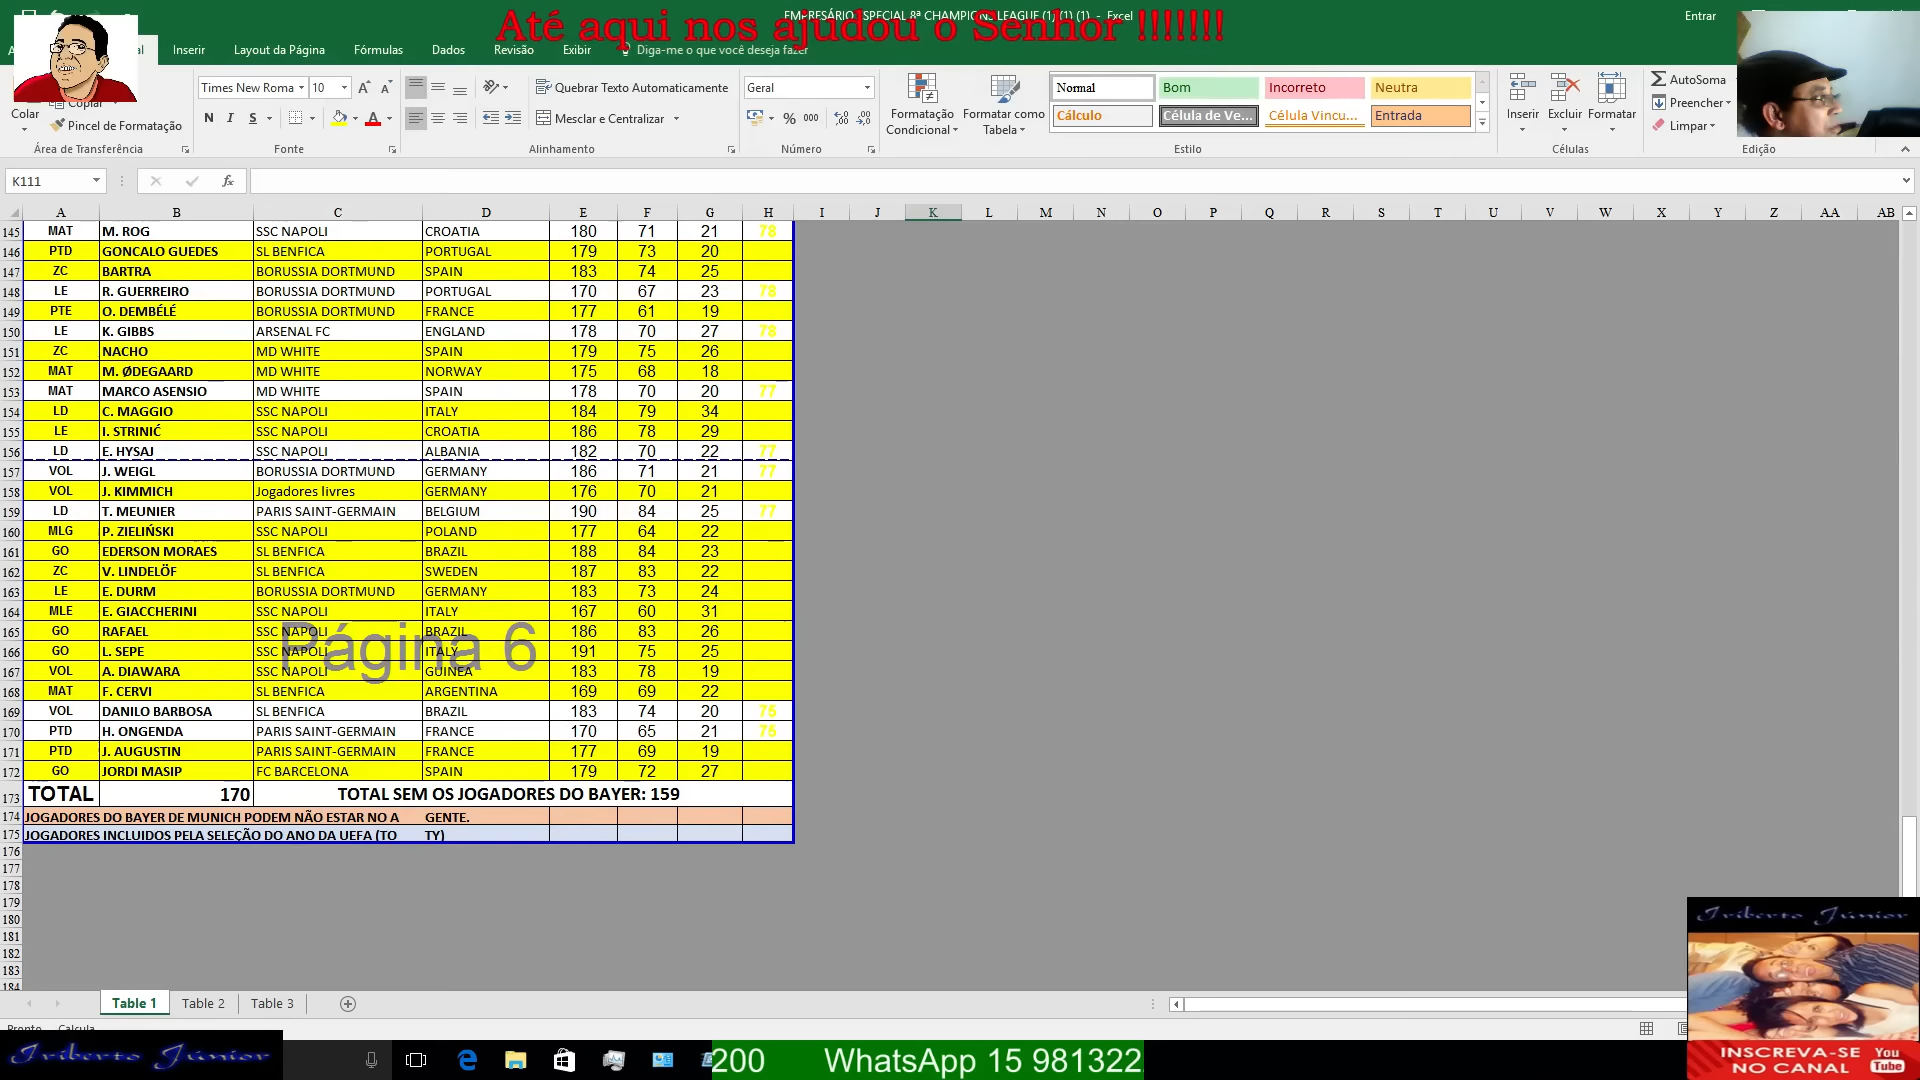 Até aqui nos ajudou o Senhor !!!!!!!
EMPRESÁRIO ESPECIAL 8ª CHAMPIONS LEAGUE (1) (1) (1) - Excel
Entrar
Inserir Layout da Página Fórmulas Dados Revisão Exibir Diga-me o que você deseja fazer
Colar
Copiar
Pincel de Formatação
Área de Transferência
Times New Roma 10
N I S
Fonte
Quebrar Texto Automaticamente
Mesclar e Centralizar
Alinhamento
Geral
% 000
Número
Formatação Condicional
Formatar como Tabela
Normal Bom Incorreto Neutra
Cálculo Célula de Ve... Célula Víncu... Entrada
Estilo
Inserir Excluir Formatar
Células
AutoSoma
Preencher
Limpar
Edição
K111
fx
A B C D E F G H I J K L M N O P Q R S T U V W X Y Z AA AB
145 MAT M. ROG SSC NAPOLI CROATIA 180 71 21 78
146 PTD GONCALO GUEDES SL BENFICA PORTUGAL 179 73 20
147 ZC BARTRA BORUSSIA DORTMUND SPAIN 183 74 25
148 LE R. GUERREIRO BORUSSIA DORTMUND PORTUGAL 170 67 23 78
149 PTE O. DEMBÉLÉ BORUSSIA DORTMUND FRANCE 177 61 19
150 LE K. GIBBS ARSENAL FC ENGLAND 178 70 27 78
151 ZC NACHO MD WHITE SPAIN 179 75 26
152 MAT M. ØDEGAARD MD WHITE NORWAY 175 68 18
153 MAT MARCO ASENSIO MD WHITE SPAIN 178 70 20 77
154 LD C. MAGGIO SSC NAPOLI ITALY 184 79 34
155 LE I. STRINIĆ SSC NAPOLI CROATIA 186 78 29
156 LD E. HYSAJ SSC NAPOLI ALBANIA 182 70 22 77
157 VOL J. WEIGL BORUSSIA DORTMUND GERMANY 186 71 21 77
158 VOL J. KIMMICH Jogadores livres GERMANY 176 70 21
159 LD T. MEUNIER PARIS SAINT-GERMAIN BELGIUM 190 84 25 77
160 MLG P. ZIELIŃSKI SSC NAPOLI POLAND 177 64 22
161 GO EDERSON MORAES SL BENFICA BRAZIL 188 84 23
162 ZC V. LINDELÖF SL BENFICA SWEDEN 187 83 22
163 LE E. DURM BORUSSIA DORTMUND GERMANY 183 73 24
164 MLE E. GIACCHERINI SSC NAPOLI ITALY 167 60 31
165 GO RAFAEL SSC NAPOLI BRAZIL 186 83 26
Página 6
166 GO L. SEPE SSC NAPOLI ITALY 191 75 25
167 VOL A. DIAWARA SSC NAPOLI GUINEA 183 78 19
168 MAT F. CERVI SL BENFICA ARGENTINA 169 69 22
169 VOL DANILO BARBOSA SL BENFICA BRAZIL 183 74 20 75
170 PTD H. ONGENDA PARIS SAINT-GERMAIN FRANCE 170 65 21 75
171 PTD J. AUGUSTIN PARIS SAINT-GERMAIN FRANCE 177 69 19
172 GO JORDI MASIP FC BARCELONA SPAIN 179 72 27
173 TOTAL 170 TOTAL SEM OS JOGADORES DO BAYER: 159
174 JOGADORES DO BAYER DE MUNICH PODEM NÃO ESTAR NO A GENTE.
175 JOGADORES INCLUIDOS PELA SELEÇÃO DO ANO DA UEFA (TO TY)
176
177
178
179
180
181
182
183
184
Table 1 Table 2 Table 3
Pronto Calcula
Iriberto Júnior
Iriberto Júnior
200 WhatsApp 15 981322
INSCREVA-SE
NO CANAL
You Tube